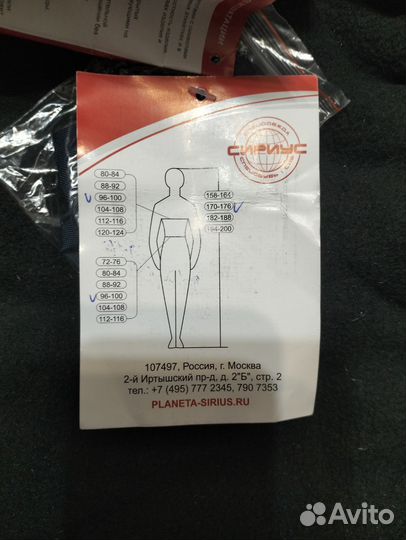 СПЕЦОДЕЖДА
СИРИУС
СПЕЦОБУВЬ
80-84
88-92
96-100
104-108
112-116
120-124
158-164
170-176
182-188
194-200
72-76
80-84
88-92
96-100
104-108
112-116
107497, Россия, г. Москва
2-й Иртышский пр-д, д. 2"Б", стр. 2
тел.: +7 (495) 777 2345, 790 7353
PLANETA-SIRIUS.RU
Avito